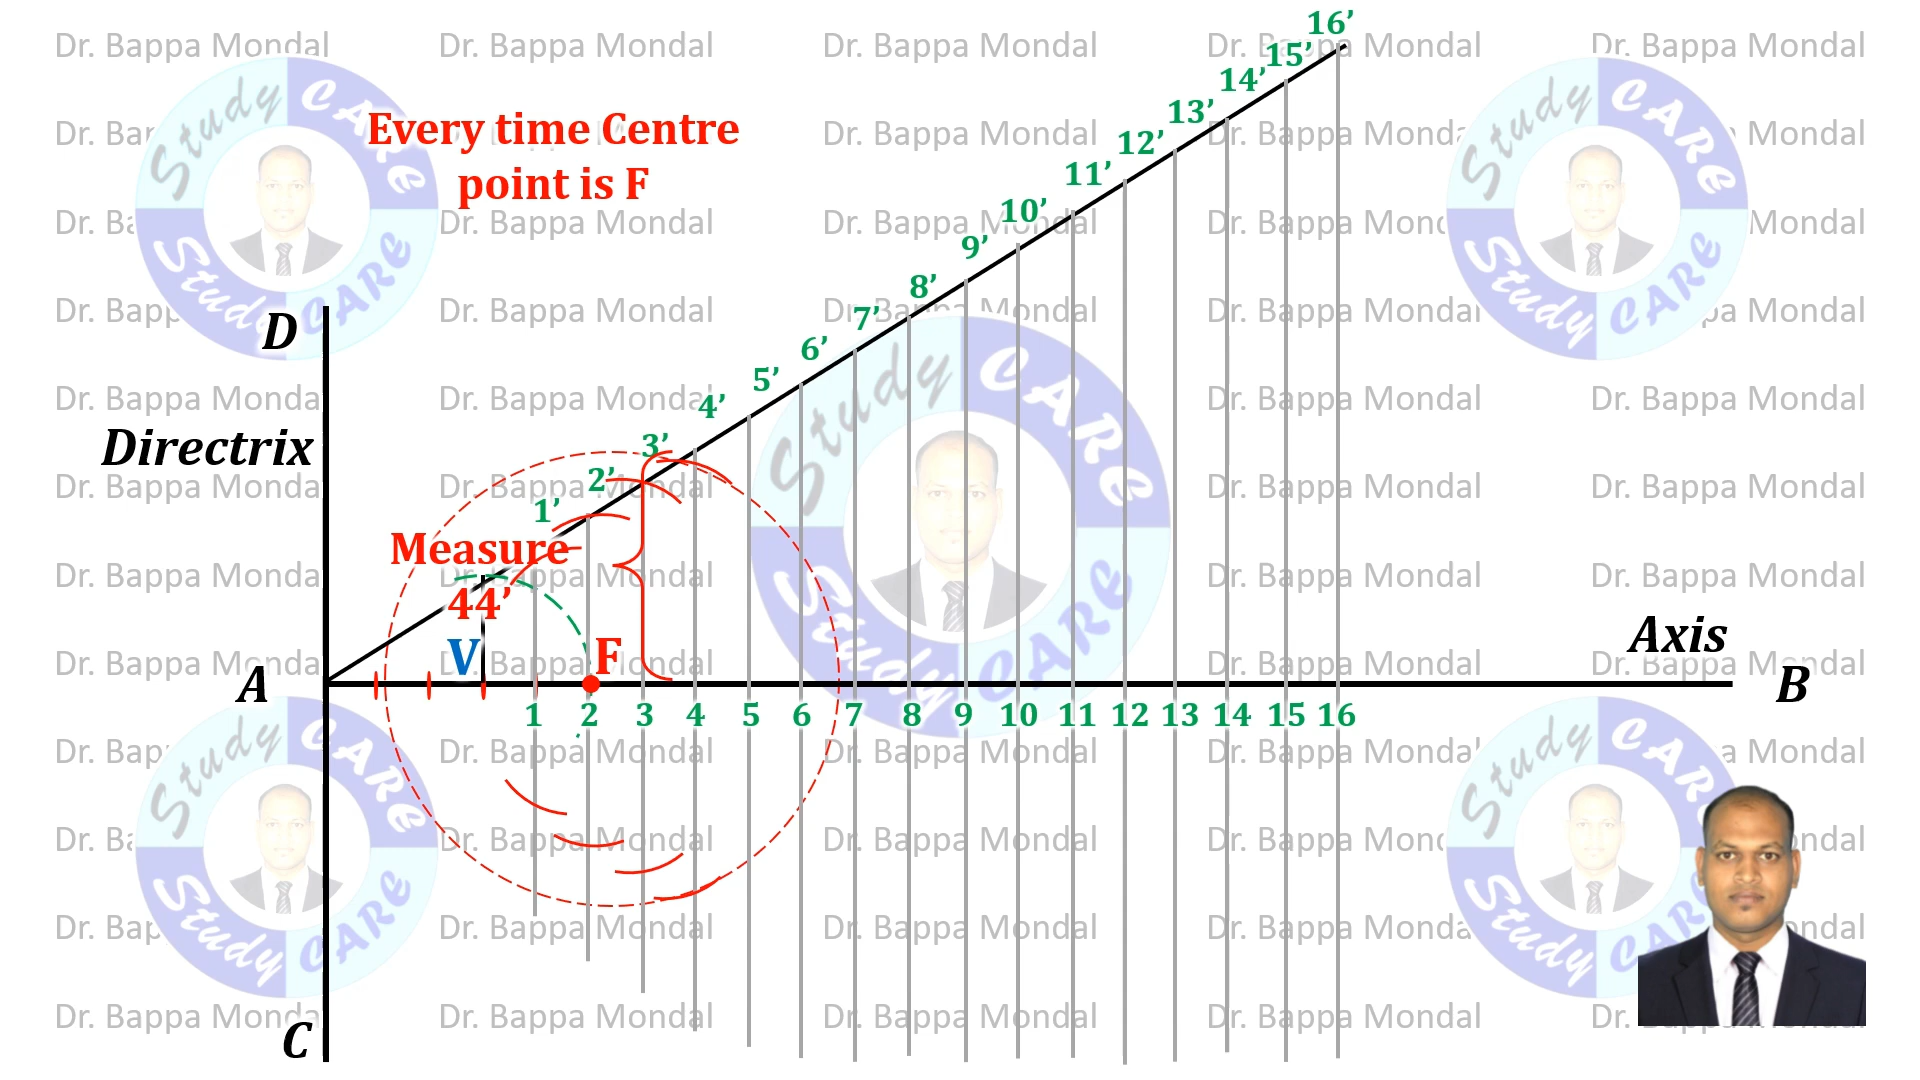 Dr. Bappa Mondal
Study CARE
Every time Centre
point is F
D
Directrix
Measure
44’
V
F
A
Axis
B
C
1’
2’
3’
4’
5’
6’
7’
8’
9’
10’
11’
12’
13’
14’
15’
16’
1 2 3 4 5 6 7 8 9 10 11 12 13 14 15 16